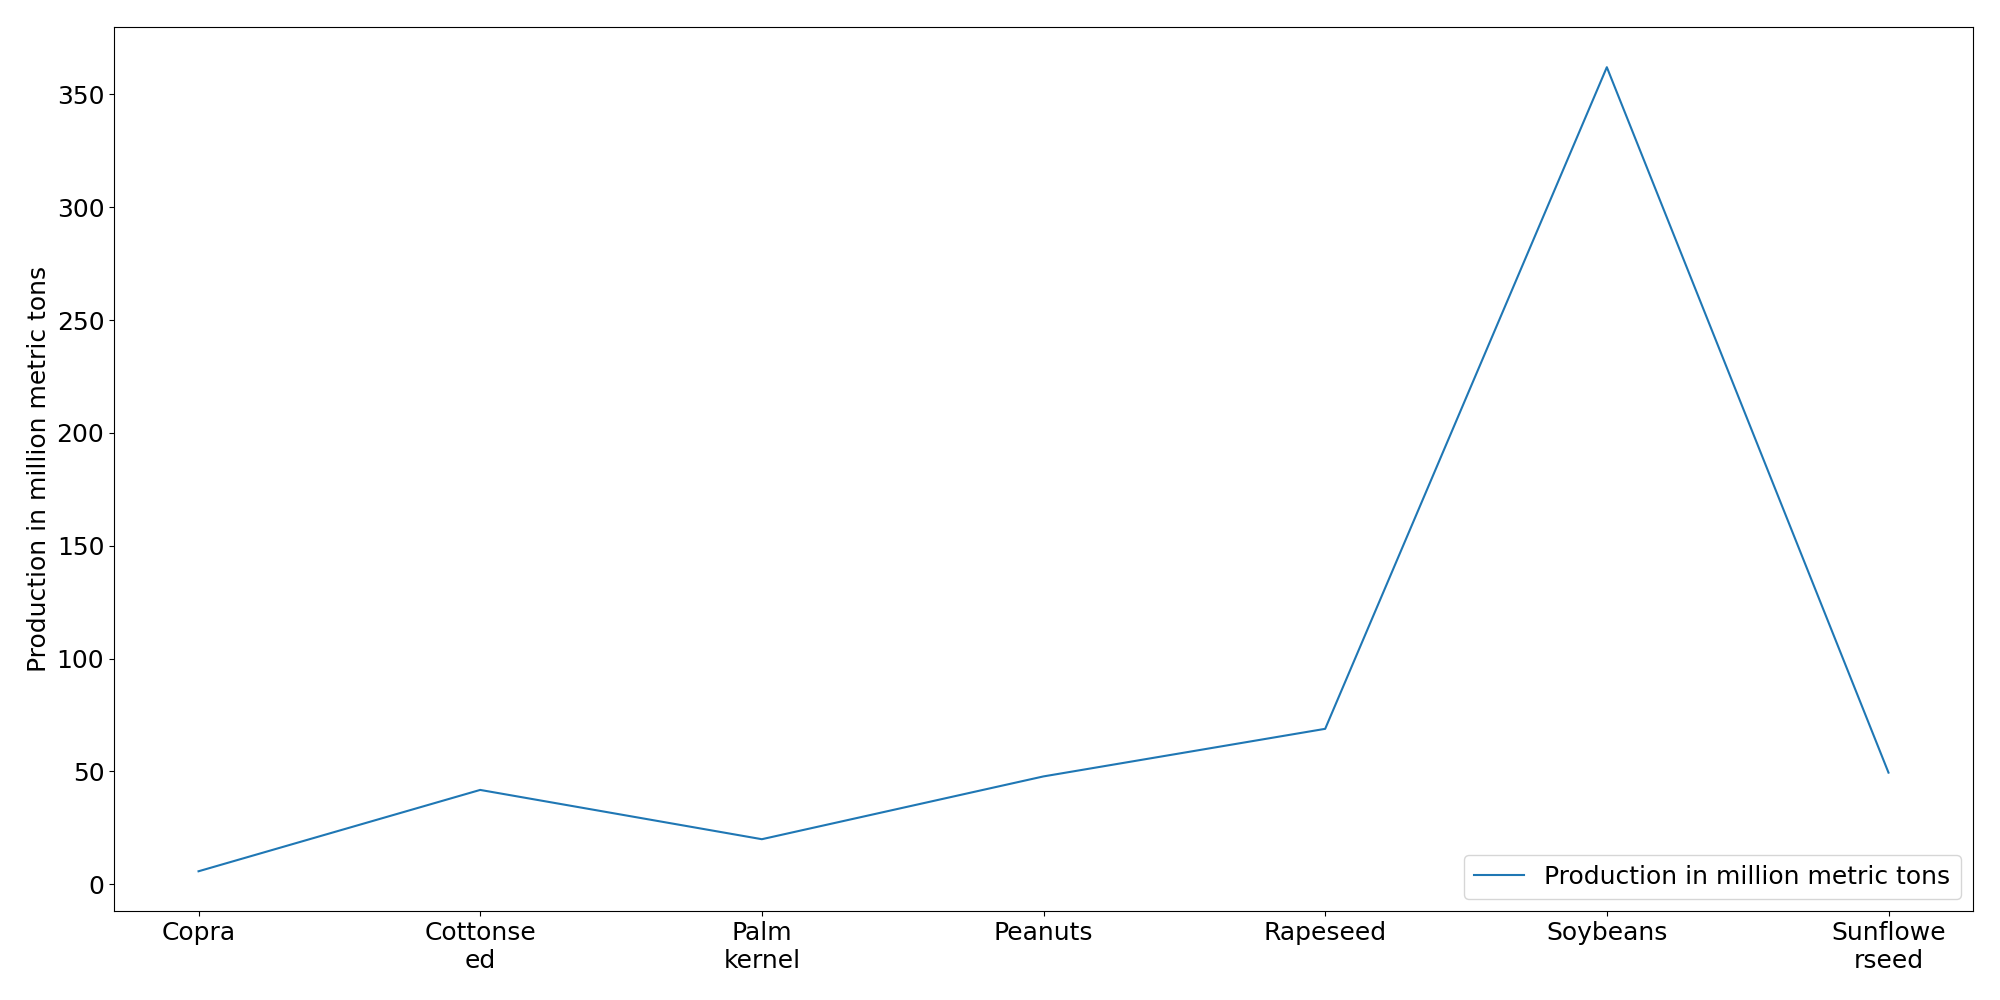 Production in million metric tons
350
300
250
200
150
100
50
0
Copra
Cottonse
ed
Palm
kernel
Peanuts
Rapeseed
Soybeans
Sunflowe
rseed
Production in million metric tons